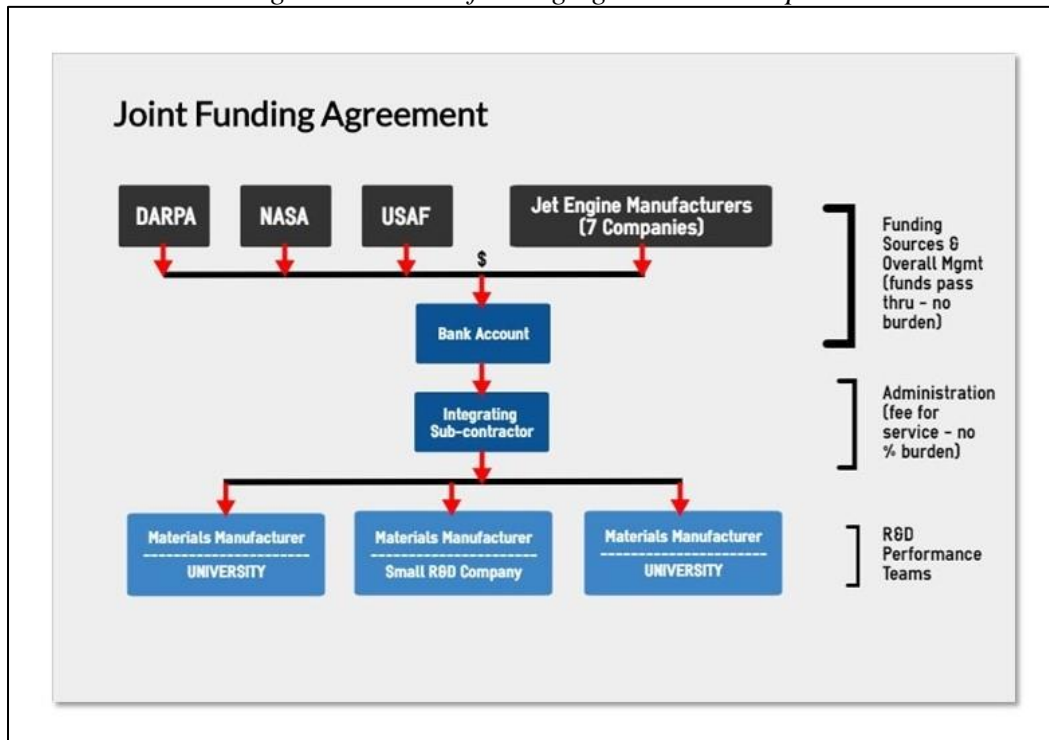 Joint Funding Agreement
DARPA
NASA
USAF
Jet Engine Manufacturers
(7 Companies)
$
Funding
Sources &
Overall Mgmt
(funds pass
thru - no
burden)
Bank Account
Integrating
Sub-contractor
Administration
(fee for
service - no
% burden)
Materials Manufacturer
UNIVERSITY
Materials Manufacturer
Small R&D Company
Materials Manufacturer
UNIVERSITY
R&D
Performance
Teams